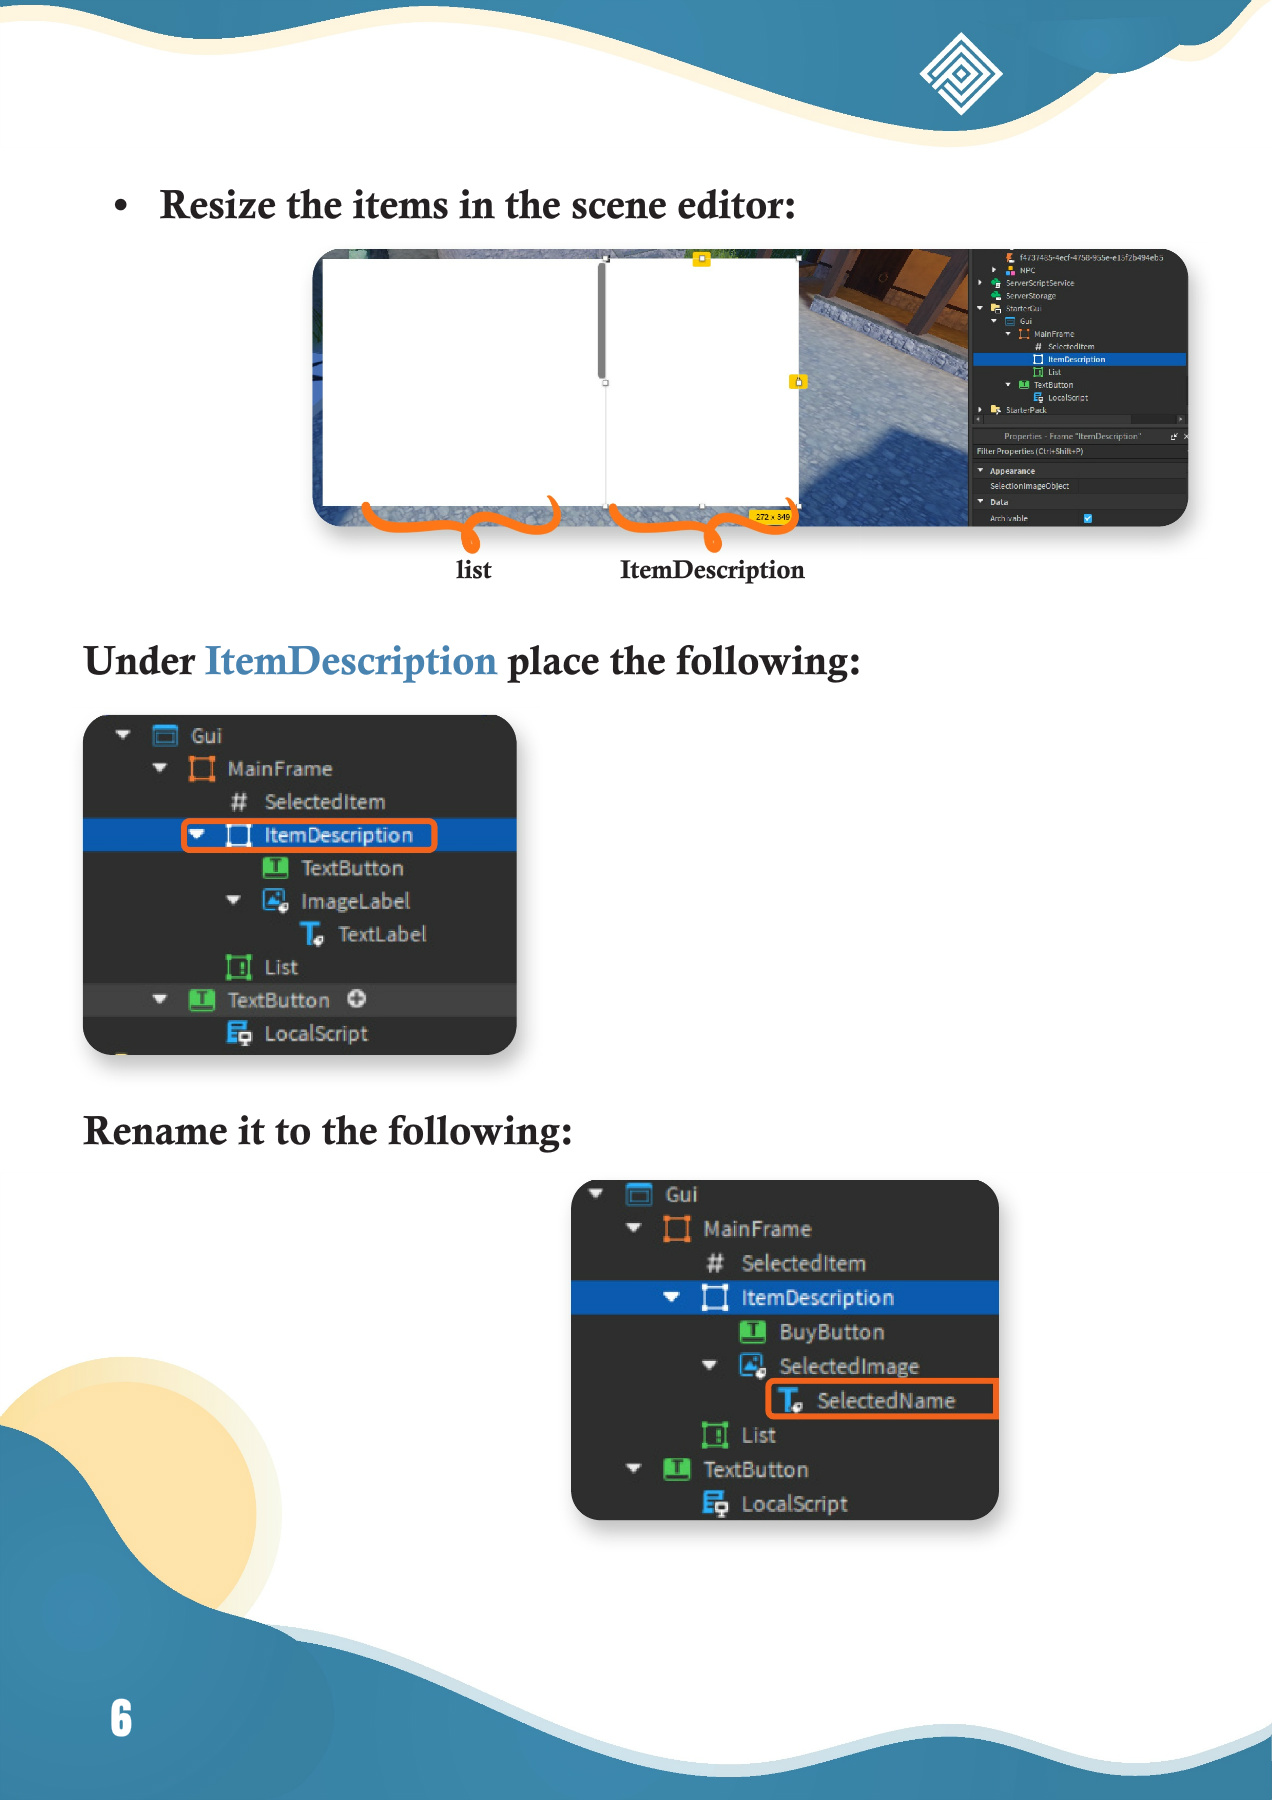 • Resize the items in the scene editor:
f4737485-4ecf-4758-955e-e15f2b494eb5
NPC
ServerScriptService
ServerStorage
StarterGui
Gui
MainFrame
# SelectedItem
ItemDescription
List
TextButton
LocalScript
StarterPack
Properties - Frame "ItemDescription"
Filter Properties (Ctrl+Shift+P)
Appearance
SelectionImageObject
Data
Archivable
272 x 349
list
ItemDescription
Under ItemDescription place the following:
Gui
MainFrame
# SelectedItem
ItemDescription
TextButton
ImageLabel
TextLabel
List
TextButton
LocalScript
Rename it to the following:
Gui
MainFrame
# SelectedItem
ItemDescription
BuyButton
SelectedImage
SelectedName
List
TextButton
LocalScript
6